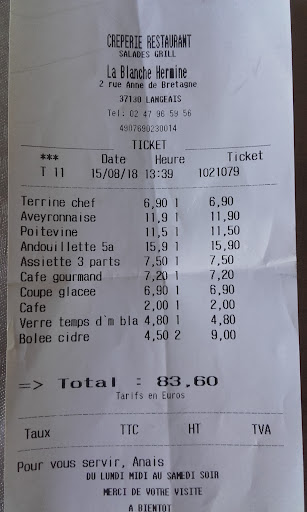 CREPERIE RESTAURANT
SALADES GRILL
La Blanche Hermine
2 rue Anne de Bretagne
37130 LANGEAIS
Tel: 02 47 96 59 56
4907690230014
TICKET
*** Date Heure Ticket
T 11 15/08/18 13:39 1021079
Terrine chef 6,90 1 6,90
Aveyronnaise 11,9 1 11,90
Poitevine 11,5 1 11,50
Andouillette 5a 15,9 1 15,90
Assiette 3 parts 7,50 1 7,50
Cafe gourmand 7,20 1 7,20
Coupe glacee 6,90 1 6,90
Cafe 2,00 1 2,00
Verre temps d'm bla 4,80 1 4,80
Bolee cidre 4,50 2 9,00
=> Total : 83,60
Tarifs en Euros
Taux TTC HT TVA
Pour vous servir, Anais
DU LUNDI MIDI AU SAMEDI SOIR
MERCI DE VOTRE VISITE
A BIENTOT